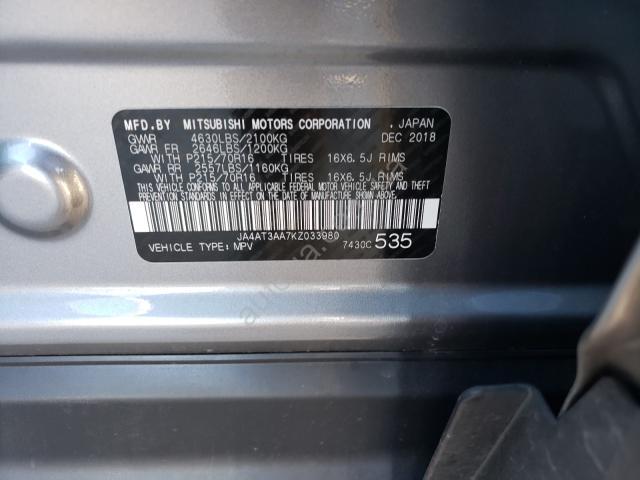 MFD.BY MITSUBISHI MOTORS CORPORATION . JAPAN
GVWR 4630LBS/2100KG DEC 2018
GAWR FR 2646LBS/1200KG
WITH P215/70R16 TIRES 16X6.5J RIMS
GAWR RR 2557LBS/1160KG
WITH P215/70R16 TIRES 16X6.5J RIMS
THIS VEHICLE CONFORMS TO ALL APPLICABLE FEDERAL MOTOR VEHICLE SAFETY AND THEFT
PREVENTION STANDARDS IN EFFECT ON THE DATE OF MANUFACTURE SHOWN ABOVE.
JA4AT3AA7KZ033980
VEHICLE TYPE: MPV 7430C 535